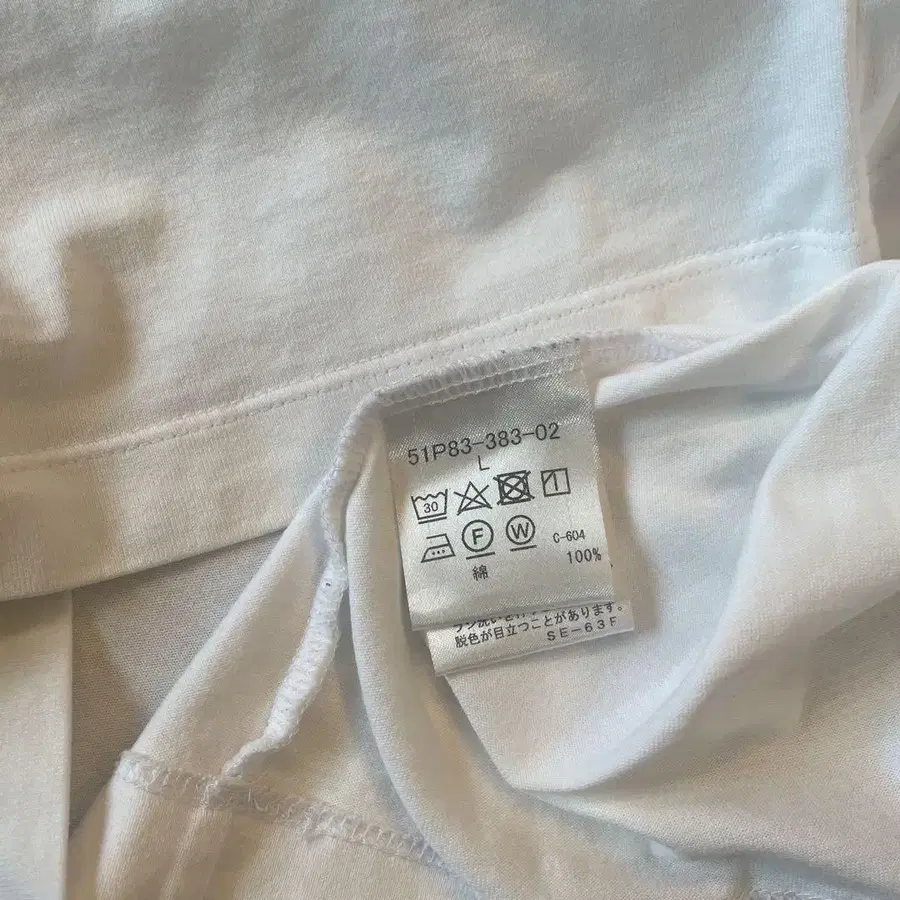 51P83-383-02
L
30
F W C-604
綿 100%
脱色が目立つことがあります。
SE-63F